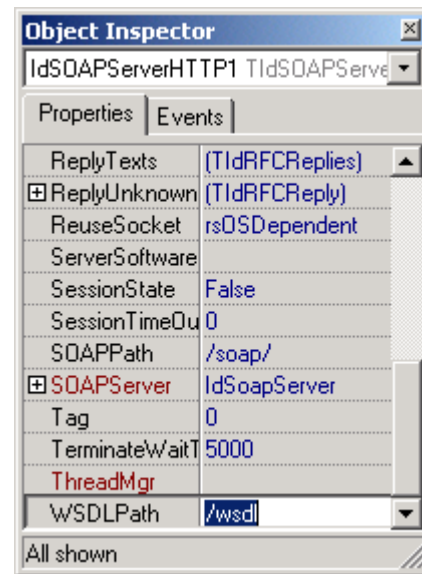 Object Inspector
IdSOAPServerHTTP1 TIdSOAPServe
Properties Events
ReplyTexts (TIdRFCReplies)
ReplyUnknown (TIdRFCReply)
ReuseSocket rsOSDependent
ServerSoftware
SessionState False
SessionTimeOu 0
SOAPPath /soap/
SOAPServer IdSoapServer
Tag 0
TerminateWaitT 5000
ThreadMgr
WSDLPath /wsdl
All shown